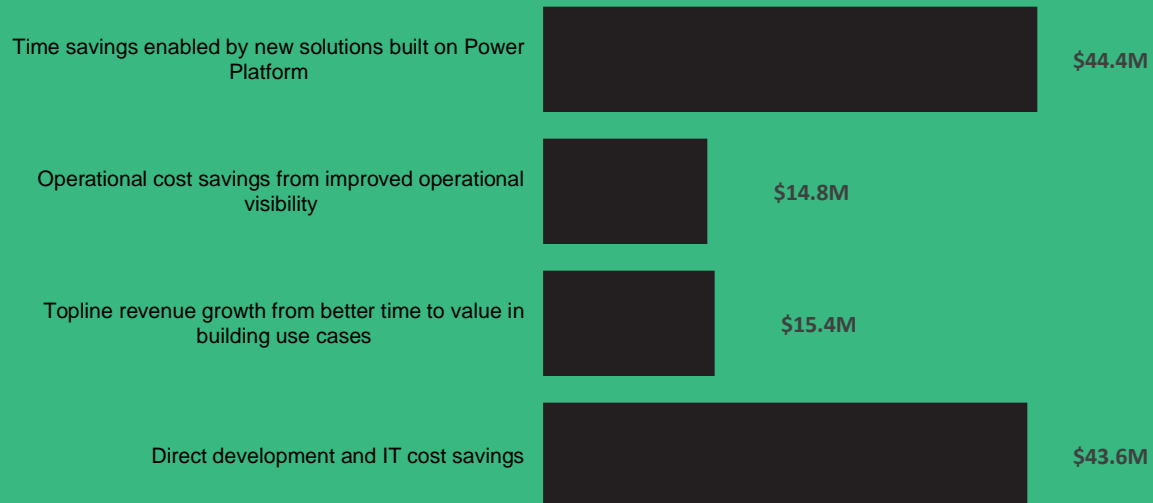 Time savings enabled by new solutions built on Power
Platform
$44.4M
Operational cost savings from improved operational
visibility
$14.8M
Topline revenue growth from better time to value in
building use cases
$15.4M
Direct development and IT cost savings
$43.6M